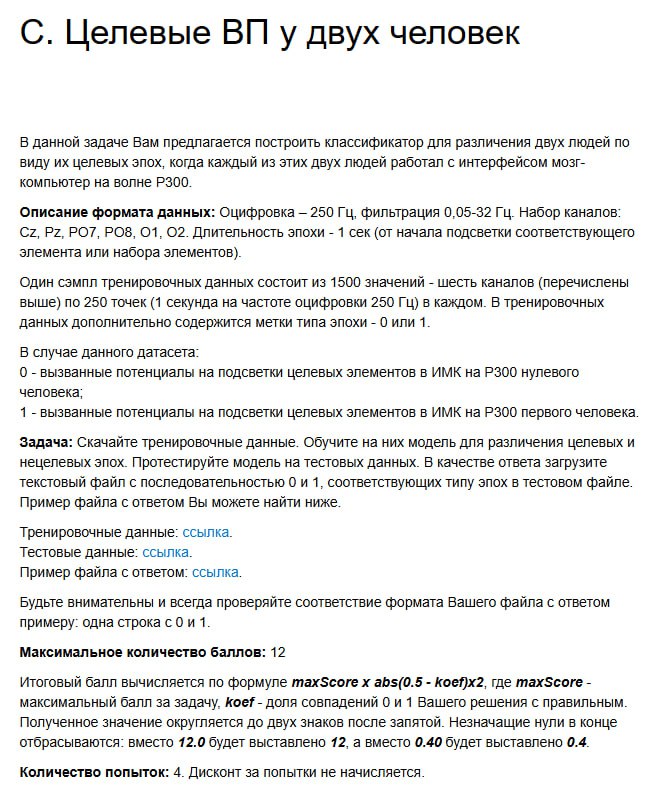 С. Целевые ВП у двух человек
В данной задаче Вам предлагается построить классификатор для различения двух людей по
виду их целевых эпох, когда каждый из этих двух людей работал с интерфейсом мозг-
компьютер на волне P300.
Описание формата данных: Оцифровка – 250 Гц, фильтрация 0,05-32 Гц. Набор каналов:
Cz, Pz, PO7, PO8, O1, O2. Длительность эпохи - 1 сек (от начала подсветки соответствующего
элемента или набора элементов).
Один сэмпл тренировочных данных состоит из 1500 значений - шесть каналов (перечислены
выше) по 250 точек (1 секунда на частоте оцифровки 250 Гц) в каждом. В тренировочных
данных дополнительно содержится метки типа эпохи - 0 или 1.
В случае данного датасета:
0 - вызванные потенциалы на подсветки целевых элементов в ИМК на P300 нулевого
человека;
1 - вызванные потенциалы на подсветки целевых элементов в ИМК на P300 первого человека.
Задача: Скачайте тренировочные данные. Обучите на них модель для различения целевых и
нецелевых эпох. Протестируйте модель на тестовых данных. В качестве ответа загрузите
текстовый файл с последовательностью 0 и 1, соответствующих типу эпох в тестовом файле.
Пример файла с ответом Вы можете найти ниже.
Тренировочные данные: ссылка.
Тестовые данные: ссылка.
Пример файла с ответом: ссылка.
Будьте внимательны и всегда проверяйте соответствие формата Вашего файла с ответом
примеру: одна строка с 0 и 1.
Максимальное количество баллов: 12
Итоговый балл вычисляется по формуле maxScore x abs(0.5 - koef)x2, где maxScore -
максимальный балл за задачу, koef - доля совпадений 0 и 1 Вашего решения с правильным.
Полученное значение округляется до двух знаков после запятой. Незначащие нули в конце
отбрасываются: вместо 12.0 будет выставлено 12, а вместо 0.40 будет выставлено 0.4.
Количество попыток: 4. Дисконт за попытки не начисляется.